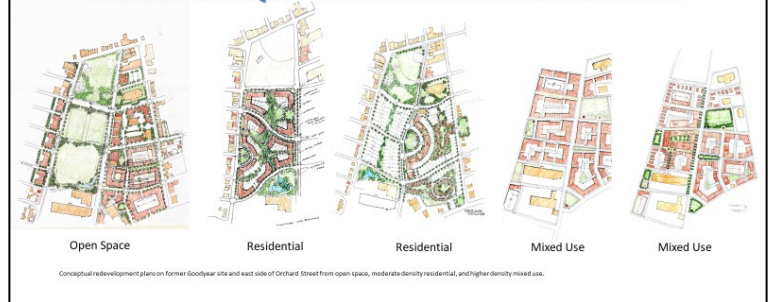 Open Space
Residential
Residential
Mixed Use
Mixed Use
Conceptual redevelopment plans on former Goodyear site and east side of Orchard Street from open space, moderate density residential, and higher density mixed use.